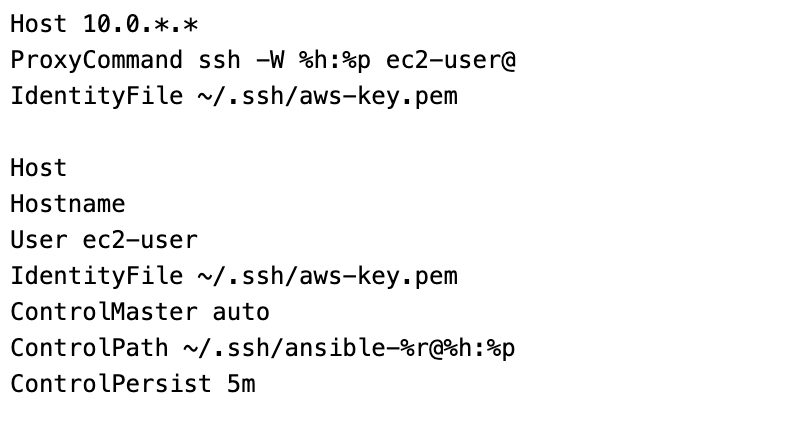 Host 10.0.*.*
ProxyCommand ssh -W %h:%p ec2-user@
IdentityFile ~/.ssh/aws-key.pem

Host
Hostname
User ec2-user
IdentityFile ~/.ssh/aws-key.pem
ControlMaster auto
ControlPath ~/.ssh/ansible-%r@%h:%p
ControlPersist 5m